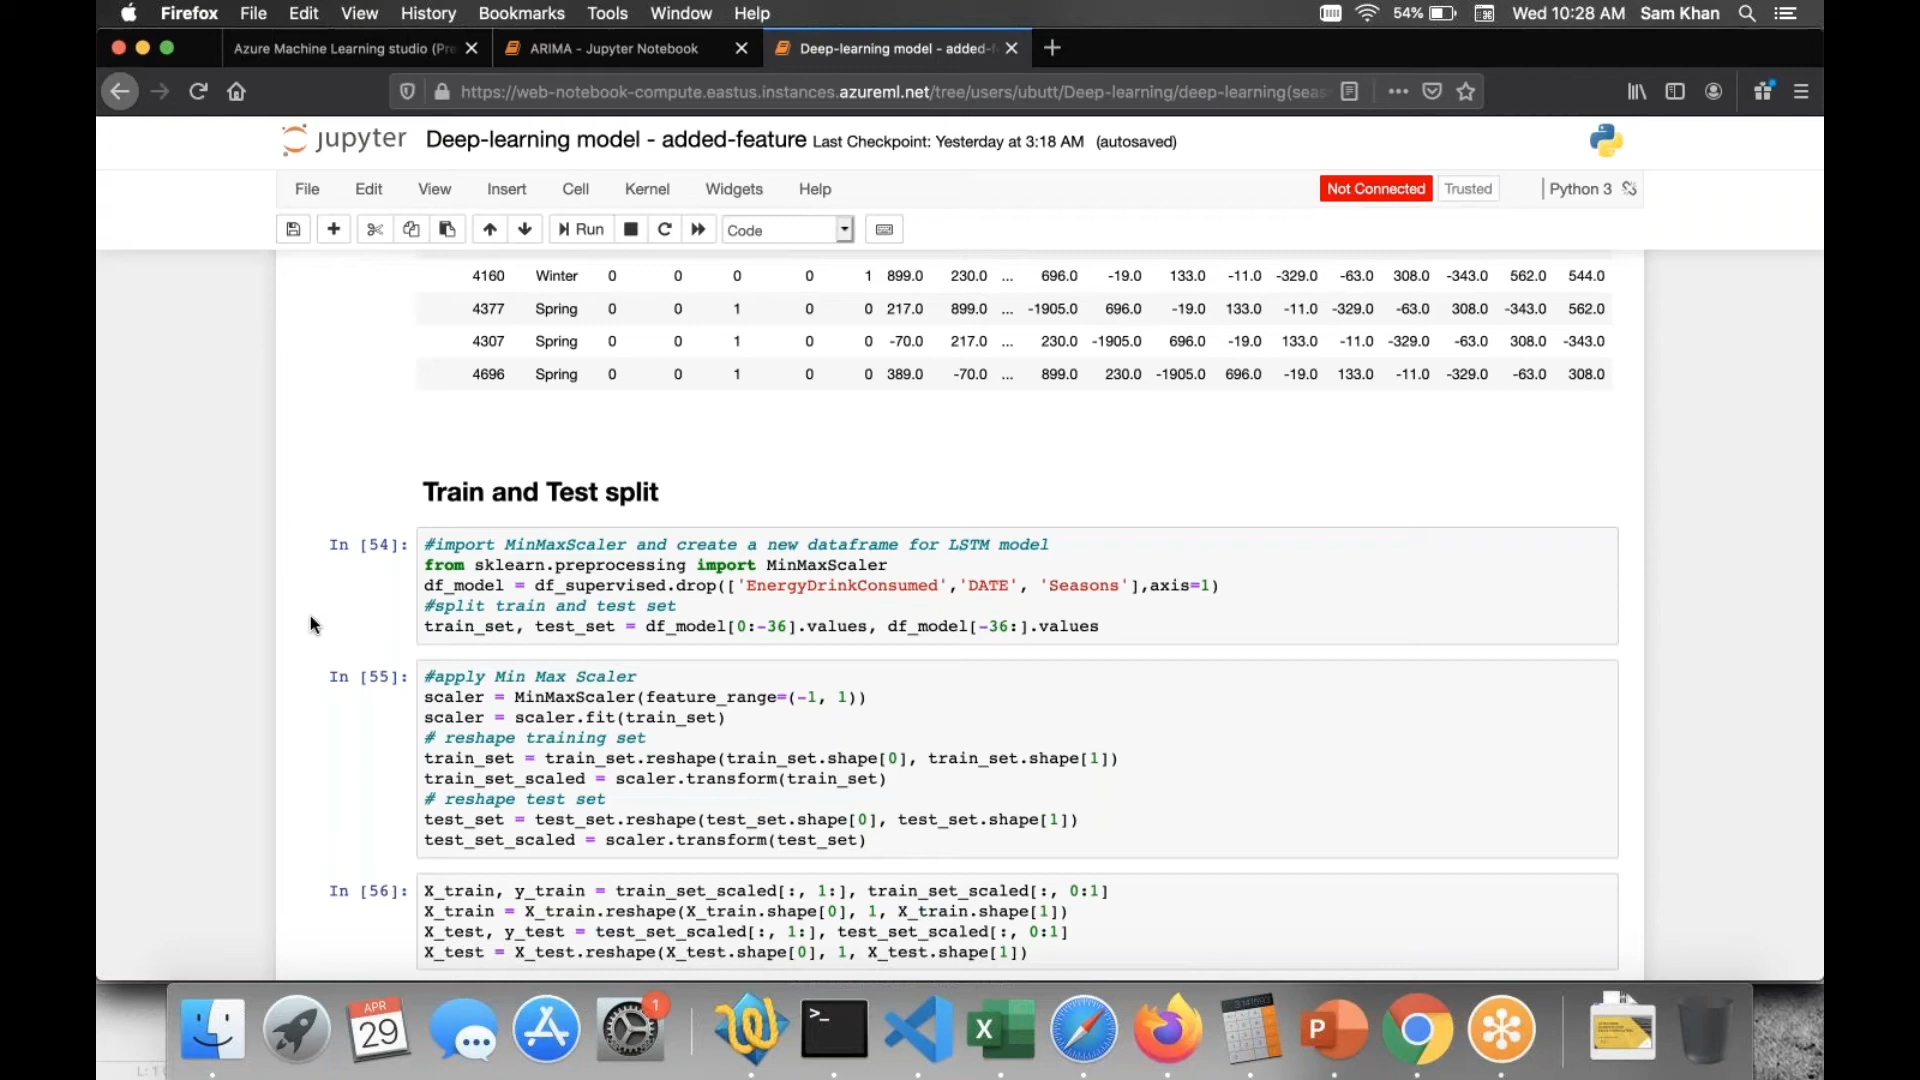 Firefox File Edit View History Bookmarks Tools Window Help 54% Wed 10:28 AM Sam Khan
Azure Machine Learning studio (Pre ARIMA - Jupyter Notebook Deep-learning model - added-f
https://web-notebook-compute.eastus.instances.azureml.net/tree/users/ubutt/Deep-learning/deep-learning(seas
jupyter Deep-learning model - added-feature Last Checkpoint: Yesterday at 3:18 AM (autosaved)
File Edit View Insert Cell Kernel Widgets Help Not Connected Trusted Python 3
Run Code
4160 Winter 0 0 0 0 1 899.0 230.0 ... 696.0 -19.0 133.0 -11.0 -329.0 -63.0 308.0 -343.0 562.0 544.0
4377 Spring 0 0 1 0 0 217.0 899.0 ... -1905.0 696.0 -19.0 133.0 -11.0 -329.0 -63.0 308.0 -343.0 562.0
4307 Spring 0 0 1 0 0 -70.0 217.0 ... 230.0 -1905.0 696.0 -19.0 133.0 -11.0 -329.0 -63.0 308.0 -343.0
4696 Spring 0 0 1 0 0 389.0 -70.0 ... 899.0 230.0 -1905.0 696.0 -19.0 133.0 -11.0 -329.0 -63.0 308.0
Train and Test split
In [54]: #import MinMaxScaler and create a new dataframe for LSTM model
from sklearn.preprocessing import MinMaxScaler
df_model = df_supervised.drop(['EnergyDrinkConsumed','DATE', 'Seasons'],axis=1)
#split train and test set
train_set, test_set = df_model[0:-36].values, df_model[-36:].values
In [55]: #apply Min Max Scaler
scaler = MinMaxScaler(feature_range=(-1, 1))
scaler = scaler.fit(train_set)
# reshape training set
train_set = train_set.reshape(train_set.shape[0], train_set.shape[1])
train_set_scaled = scaler.transform(train_set)
# reshape test set
test_set = test_set.reshape(test_set.shape[0], test_set.shape[1])
test_set_scaled = scaler.transform(test_set)
In [56]: X_train, y_train = train_set_scaled[:, 1:], train_set_scaled[:, 0:1]
X_train = X_train.reshape(X_train.shape[0], 1, X_train.shape[1])
X_test, y_test = test_set_scaled[:, 1:], test_set_scaled[:, 0:1]
X_test = X_test.reshape(X_test.shape[0], 1, X_test.shape[1])
APR
29
1
>_
X
P